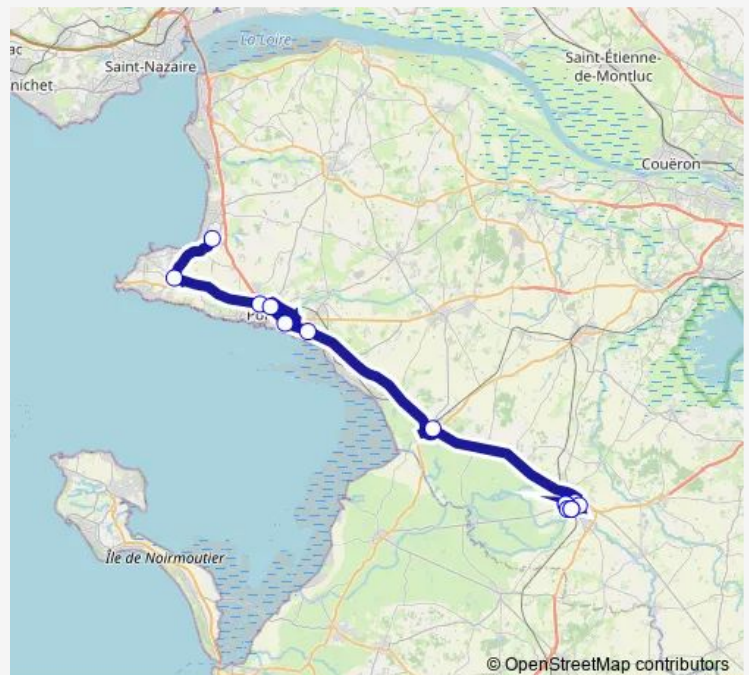 La Loire
ac
Saint-Nazaire
nichet
Saint-Étienne-
de-Montluc
Couëron
Île de Noirmoutier
© OpenStreetMap contributors